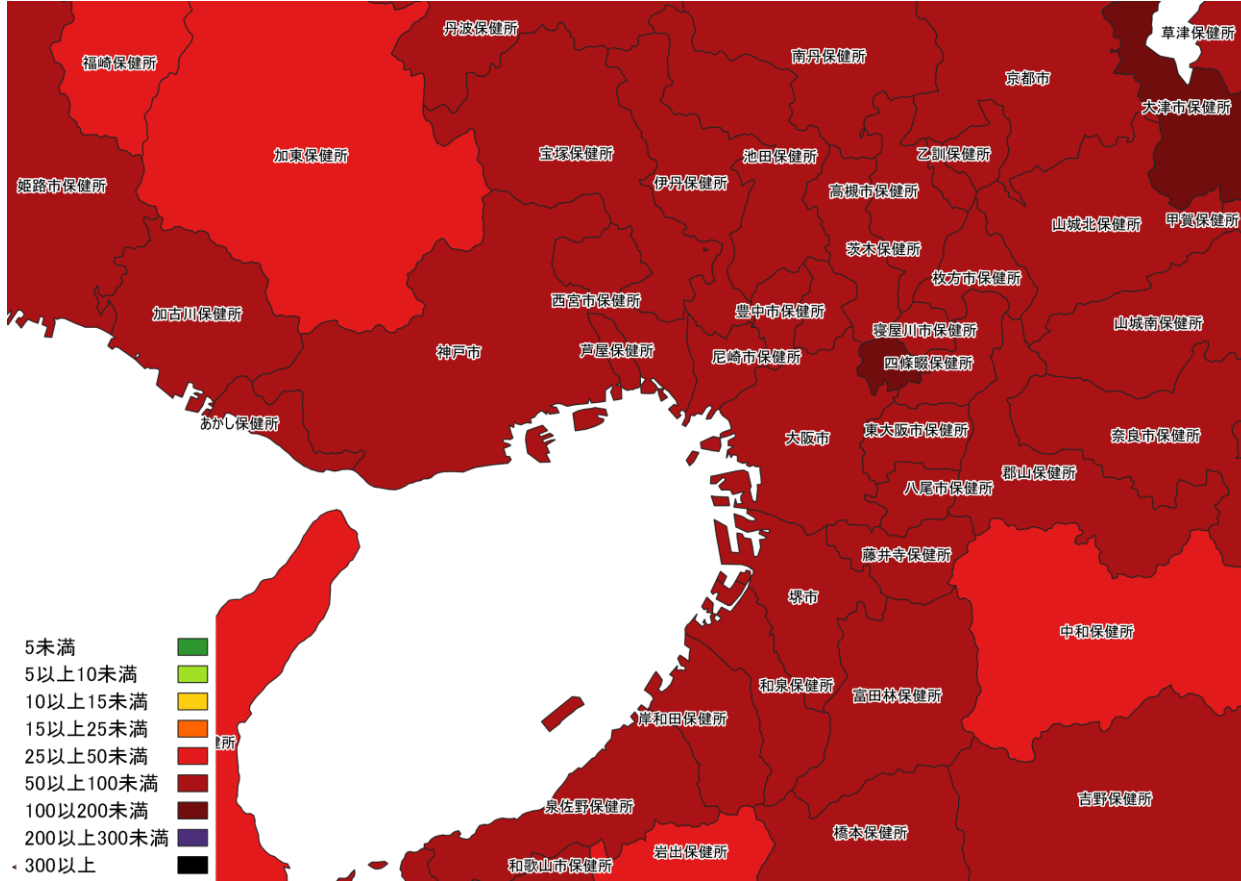 丹波保健所
南丹保健所
草津保健所
福崎保健所
京都市
大津市保健所
加東保健所
宝塚保健所
池田保健所
乙訓保健所
姫路市保健所
伊丹保健所
高槻市保健所
山城北保健所
甲賀保健所
茨木保健所
枚方市保健所
加古川保健所
西宮市保健所
豊中市保健所
寝屋川市保健所
山城南保健所
神戸市
芦屋保健所
尼崎市保健所
四條畷保健所
あかし保健所
大阪市
東大阪市保健所
奈良市保健所
八尾市保健所
郡山保健所
藤井寺保健所
堺市
中和保健所
和泉保健所
富田林保健所
岸和田保健所
健所
泉佐野保健所
吉野保健所
橋本保健所
岩出保健所
和歌山市保健所
5未満
5以上10未満
10以上15未満
15以上25未満
25以上50未満
50以上100未満
100以200未満
200以上300未満
300以上